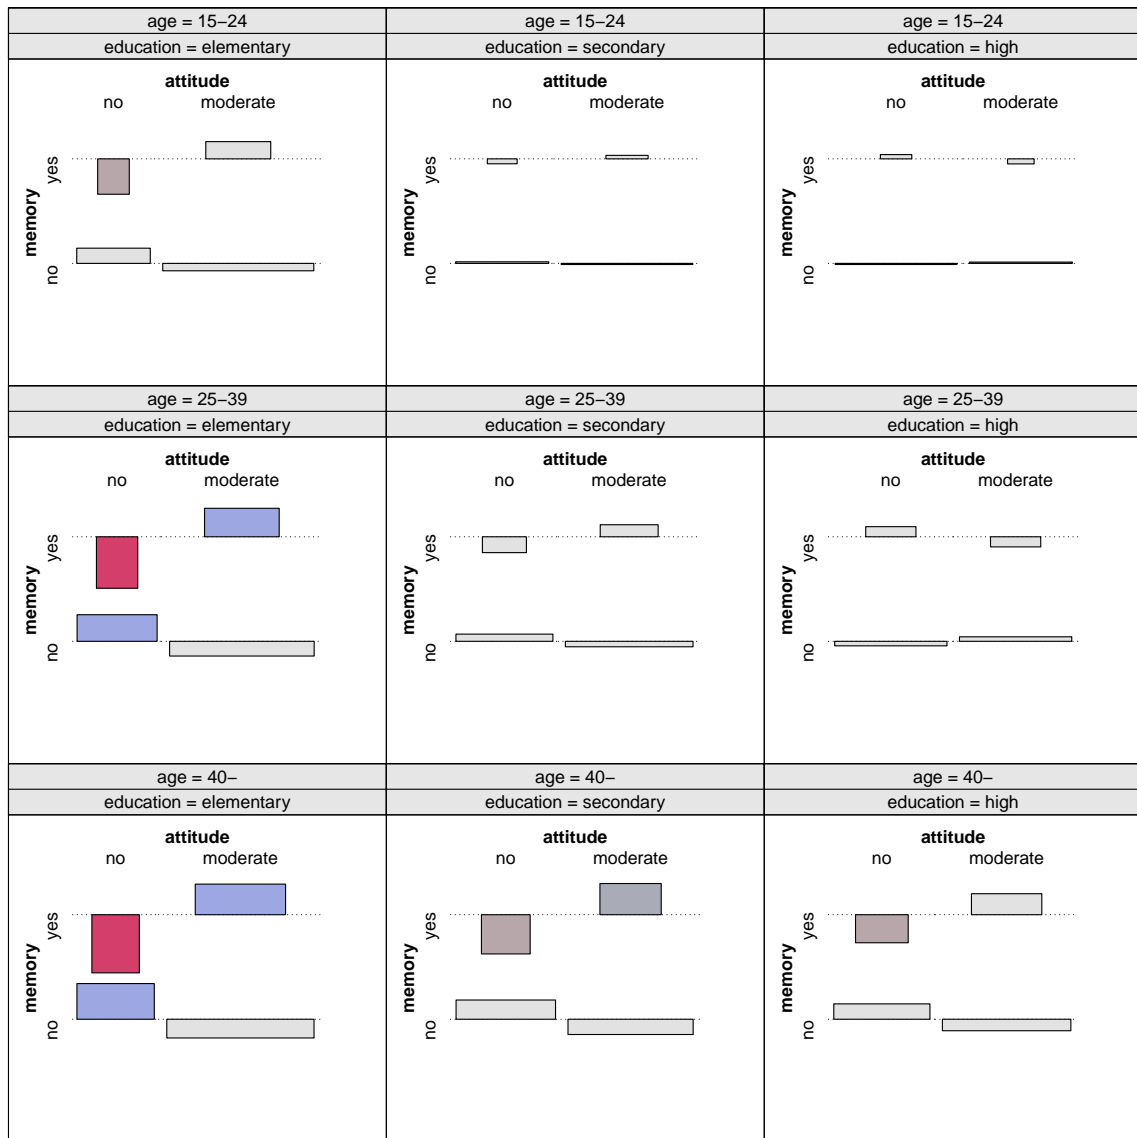 age = 15−24
age = 15−24
age = 15−24
education = elementary
education = secondary
education = high
attitude
no moderate
memory
yes
no
attitude
no moderate
memory
yes
no
attitude
no moderate
memory
yes
no
age = 25−39
age = 25−39
age = 25−39
education = elementary
education = secondary
education = high
attitude
no moderate
memory
yes
no
attitude
no moderate
memory
yes
no
attitude
no moderate
memory
yes
no
age = 40−
age = 40−
age = 40−
education = elementary
education = secondary
education = high
attitude
no moderate
memory
yes
no
attitude
no moderate
memory
yes
no
attitude
no moderate
memory
yes
no